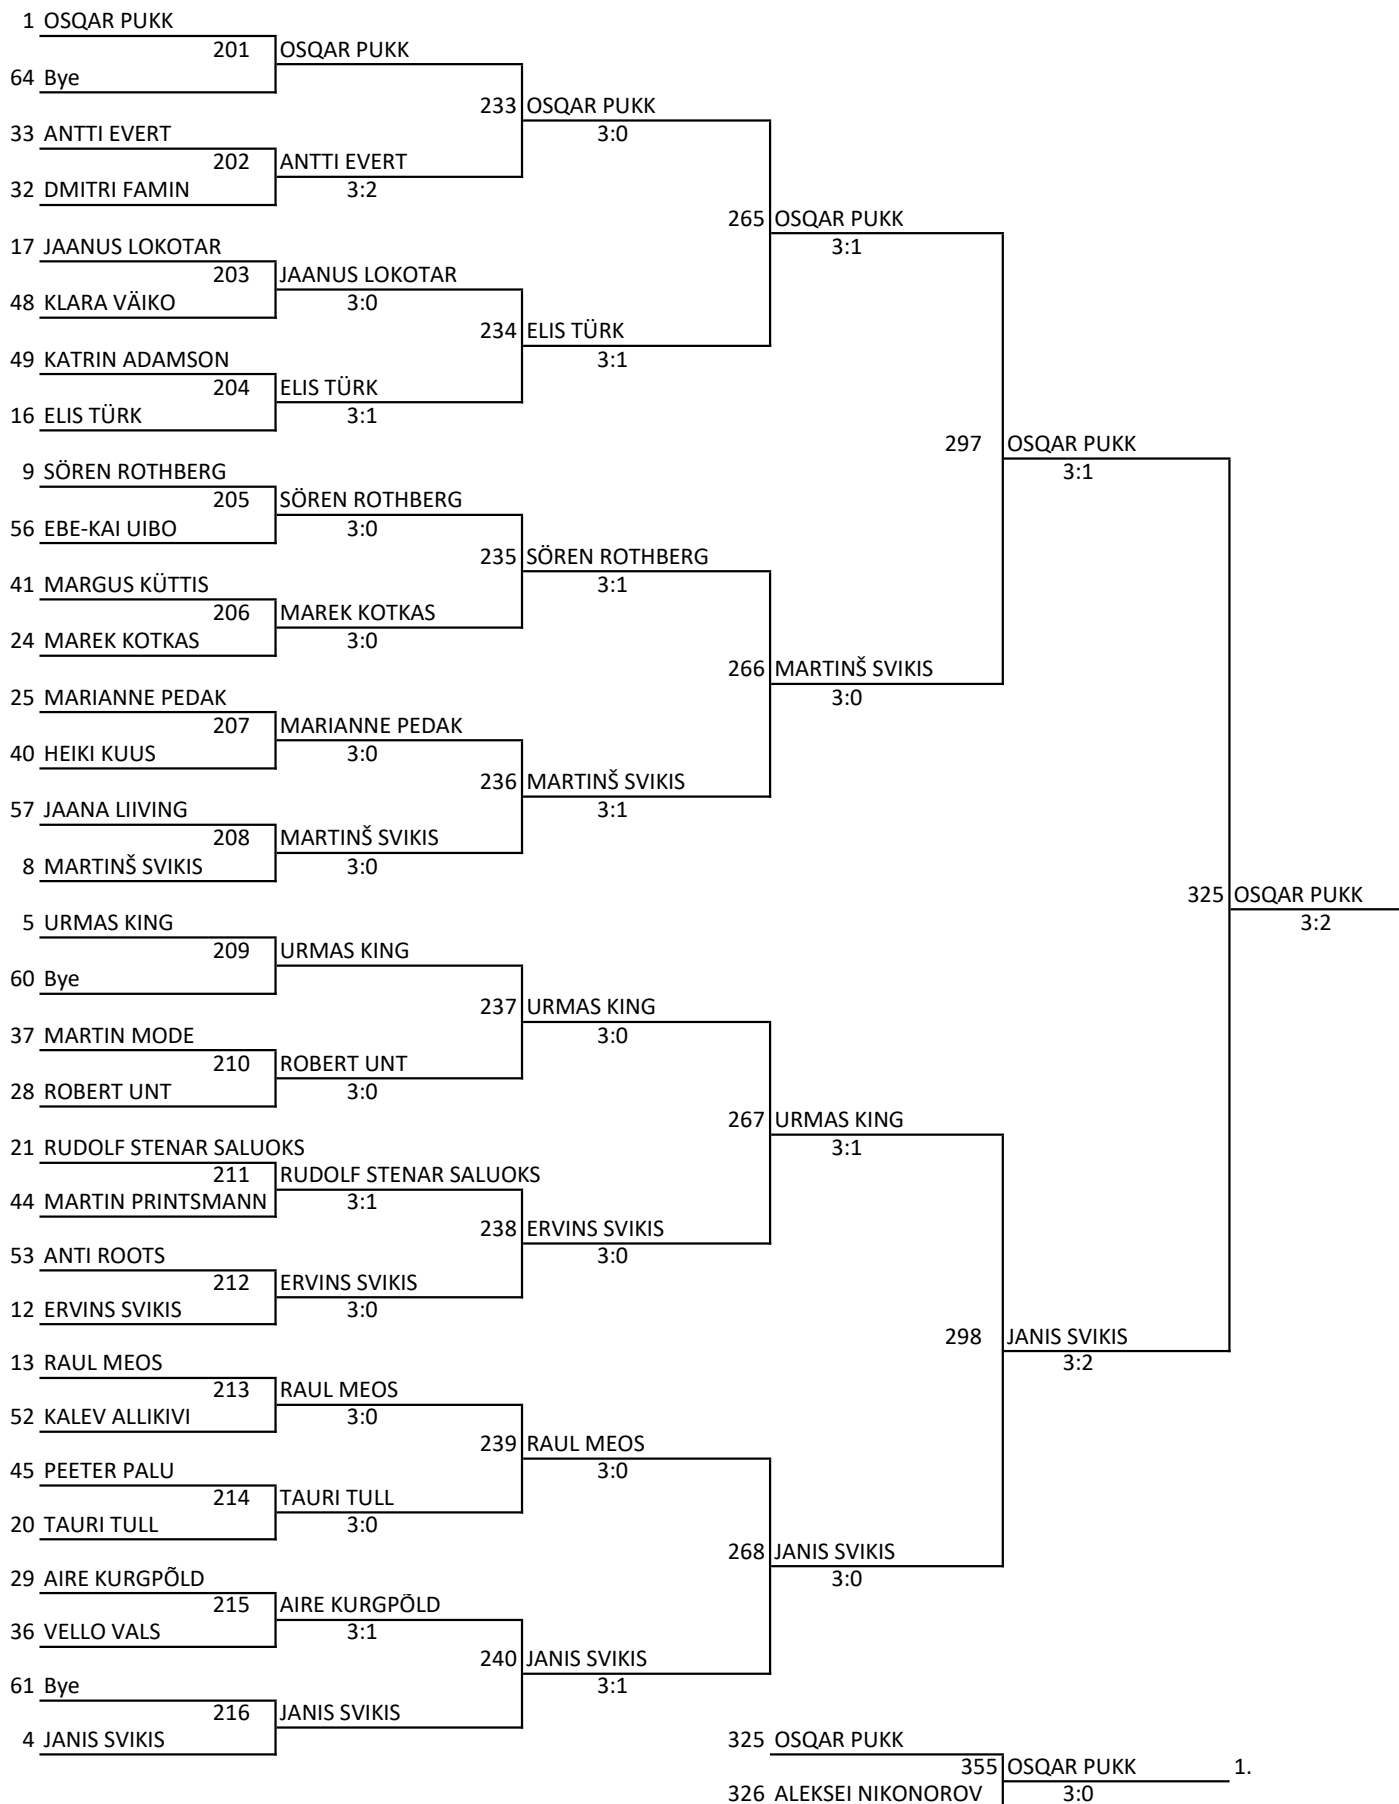 1 OSQAR PUKK
201 OSQAR PUKK
64 Bye
233 OSQAR PUKK
33 ANTTI EVERT 3:0
202 ANTTI EVERT
32 DMITRI FAMIN 3:2
265 OSQAR PUKK
17 JAANUS LOKOTAR 3:1
203 JAANUS LOKOTAR
48 KLARA VÄIKO 3:0
234 ELIS TÜRK
49 KATRIN ADAMSON 3:1
204 ELIS TÜRK
16 ELIS TÜRK 3:1
297 OSQAR PUKK
9 SÖREN ROTHBERG 3:1
205 SÖREN ROTHBERG
56 EBE-KAI UIBO 3:0
235 SÖREN ROTHBERG
41 MARGUS KÜTTIS 3:1
206 MAREK KOTKAS
24 MAREK KOTKAS 3:0
266 MARTINŠ SVIKIS
25 MARIANNE PEDAK 3:0
207 MARIANNE PEDAK
40 HEIKI KUUS 3:0
236 MARTINŠ SVIKIS
57 JAANA LIIVING 3:1
208 MARTINŠ SVIKIS
8 MARTINŠ SVIKIS 3:0
325 OSQAR PUKK
5 URMAS KING 3:2
209 URMAS KING
60 Bye
237 URMAS KING
37 MARTIN MODE 3:0
210 ROBERT UNT
28 ROBERT UNT 3:0
267 URMAS KING
21 RUDOLF STENAR SALUOKS 3:1
211 RUDOLF STENAR SALUOKS
44 MARTIN PRINTSMANN 3:1
238 ERVINS SVIKIS
53 ANTI ROOTS 3:0
212 ERVINS SVIKIS
12 ERVINS SVIKIS 3:0
298 JANIS SVIKIS
13 RAUL MEOS 3:2
213 RAUL MEOS
52 KALEV ALLIKIVI 3:0
239 RAUL MEOS
45 PEETER PALU 3:0
214 TAURI TULL
20 TAURI TULL 3:0
268 JANIS SVIKIS
29 AIRE KURGPÕLD 3:0
215 AIRE KURGPÕLD
36 VELLO VALS 3:1
240 JANIS SVIKIS
61 Bye 3:1
216 JANIS SVIKIS
4 JANIS SVIKIS 325 OSQAR PUKK
355 OSQAR PUKK 1.
326 ALEKSEI NIKONOROV 3:0